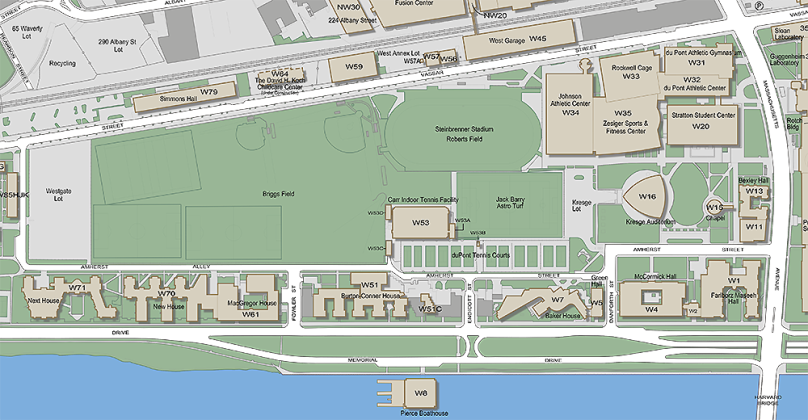 STREET
65 Waverly
Lot
290 Albany St
Lot
Recycling
ALBANY
NW30
224 Albany Street
Fusion Center
NW20
West Garage W45
STREET
VASSAR
West Annex Lot
W57
W57A
W56
W59
W64
The David H. Koch
Childcare Center
W79
Simmons Hall
STREET
Steinbrenner Stadium
Roberts Field
Johnson
Athletic Center
W34
Rockwell Cage
W33
W35
Zesiger Sports &
Fitness Center
du Pont Athletic Gymnasium
W31
W32
du Pont Athletic Center
Stratton Student Center
W20
MASSACHUSETTS
AVENUE
Sloan
Laboratory
Guggenheim
Laboratory
Rotch
Bldg
Westgate
Lot
Briggs Field
Carr Indoor Tennis Facility
W53
W53D
W53C
W53A
W53B
Jack Barry
Astro Turf
duPont Tennis Courts
Kresge
Lot
W16
Kresge Auditorium
W15
Chapel
Bexley Hall
W13
W11
AMHERST STREET
AMHERST ALLEY
AMHERST STREET
W71
Next House
W70
New House
MacGregor House
W61
FOWLER ST
W51
Burton Conner House
W51C
ENDICOTT ST
W7
Baker House
Green
Hall
W5
DANFORTH ST
McCormick Hall
W4
W2
W1
Fariborz Maseeh
Hall
DRIVE
MEMORIAL DRIVE
W8
Pierce Boathouse
HARVARD
BRIDGE